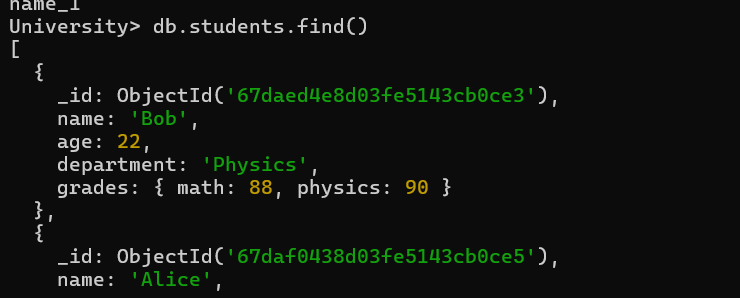 name_1
University> db.students.find()
[
  {
    _id: ObjectId('67daed4e8d03fe5143cb0ce3'),
    name: 'Bob',
    age: 22,
    department: 'Physics',
    grades: { math: 88, physics: 90 }
  },
  {
    _id: ObjectId('67daf0438d03fe5143cb0ce5'),
    name: 'Alice',